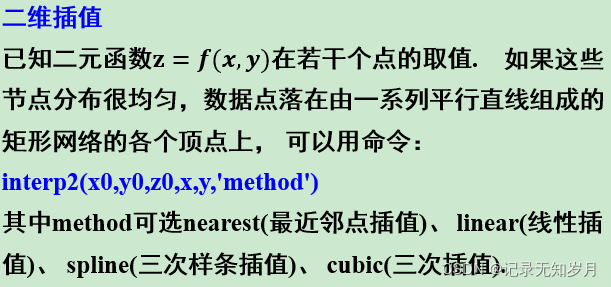 二维插值
已知二元函数z = f(x, y)在若干个点的取值. 如果这些
节点分布很均匀，数据点落在由一系列平行直线组成的
矩形网络的各个顶点上， 可以用命令：
interp2(x0,y0,z0,x,y,'method')
其中method可选nearest(最近邻点插值)、linear(线性插
值)、 spline(三次样条插值)、 cubic(三次插值)
CSDN @记录无知岁月